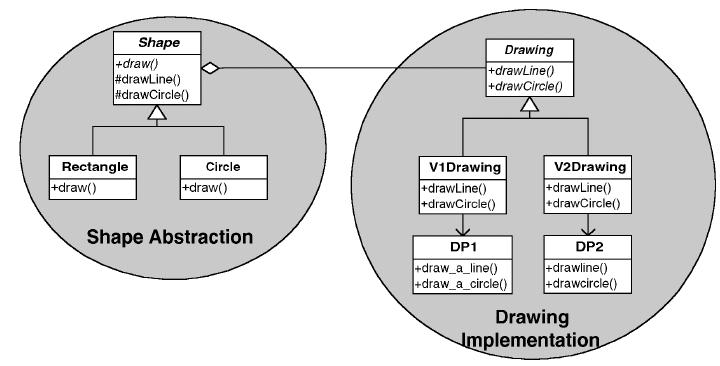 Shape
+draw()
#drawLine()
#drawCircle()
Rectangle
+draw()
Circle
+draw()
Shape Abstraction
Drawing
+drawLine()
+drawCircle()
V1Drawing
+drawLine()
+drawCircle()
V2Drawing
+drawLine()
+drawCircle()
DP1
+draw_a_line()
+draw_a_circle()
DP2
+drawline()
+drawcircle()
Drawing
Implementation